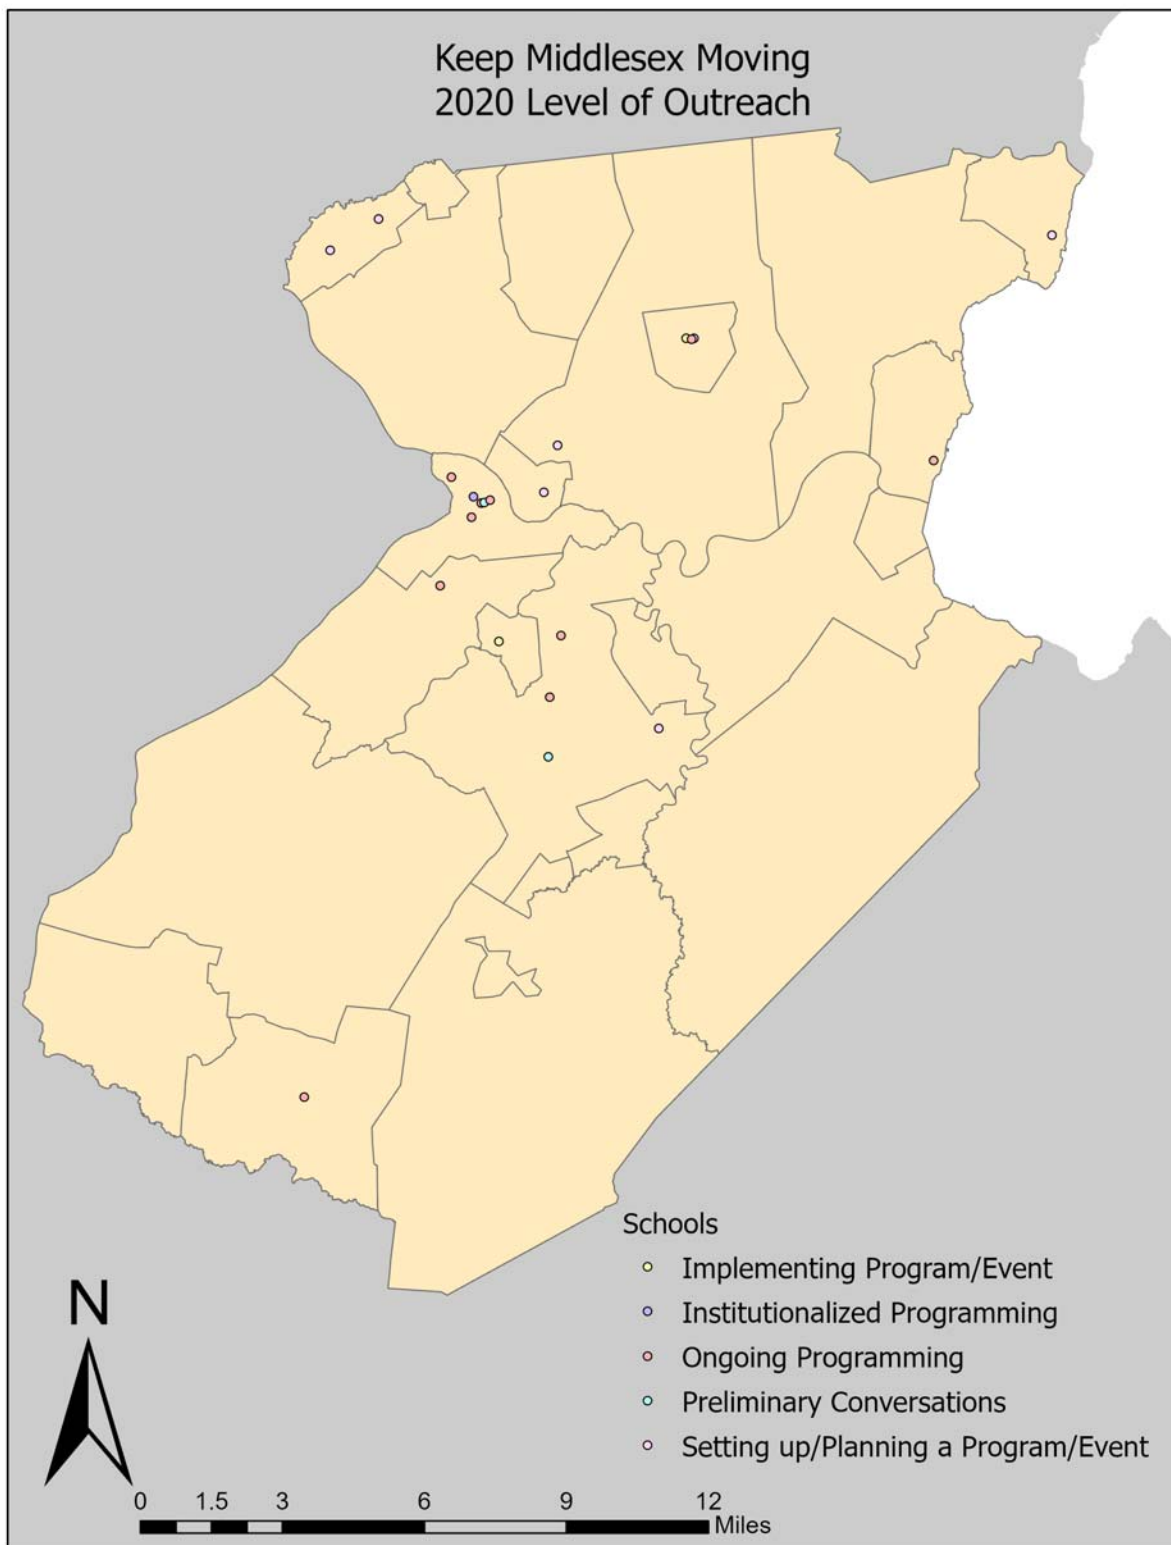 Keep Middlesex Moving
2020 Level of Outreach
Schools
Implementing Program/Event
Institutionalized Programming
Ongoing Programming
Preliminary Conversations
Setting up/Planning a Program/Event
N
0 1.5 3 6 9 12
Miles